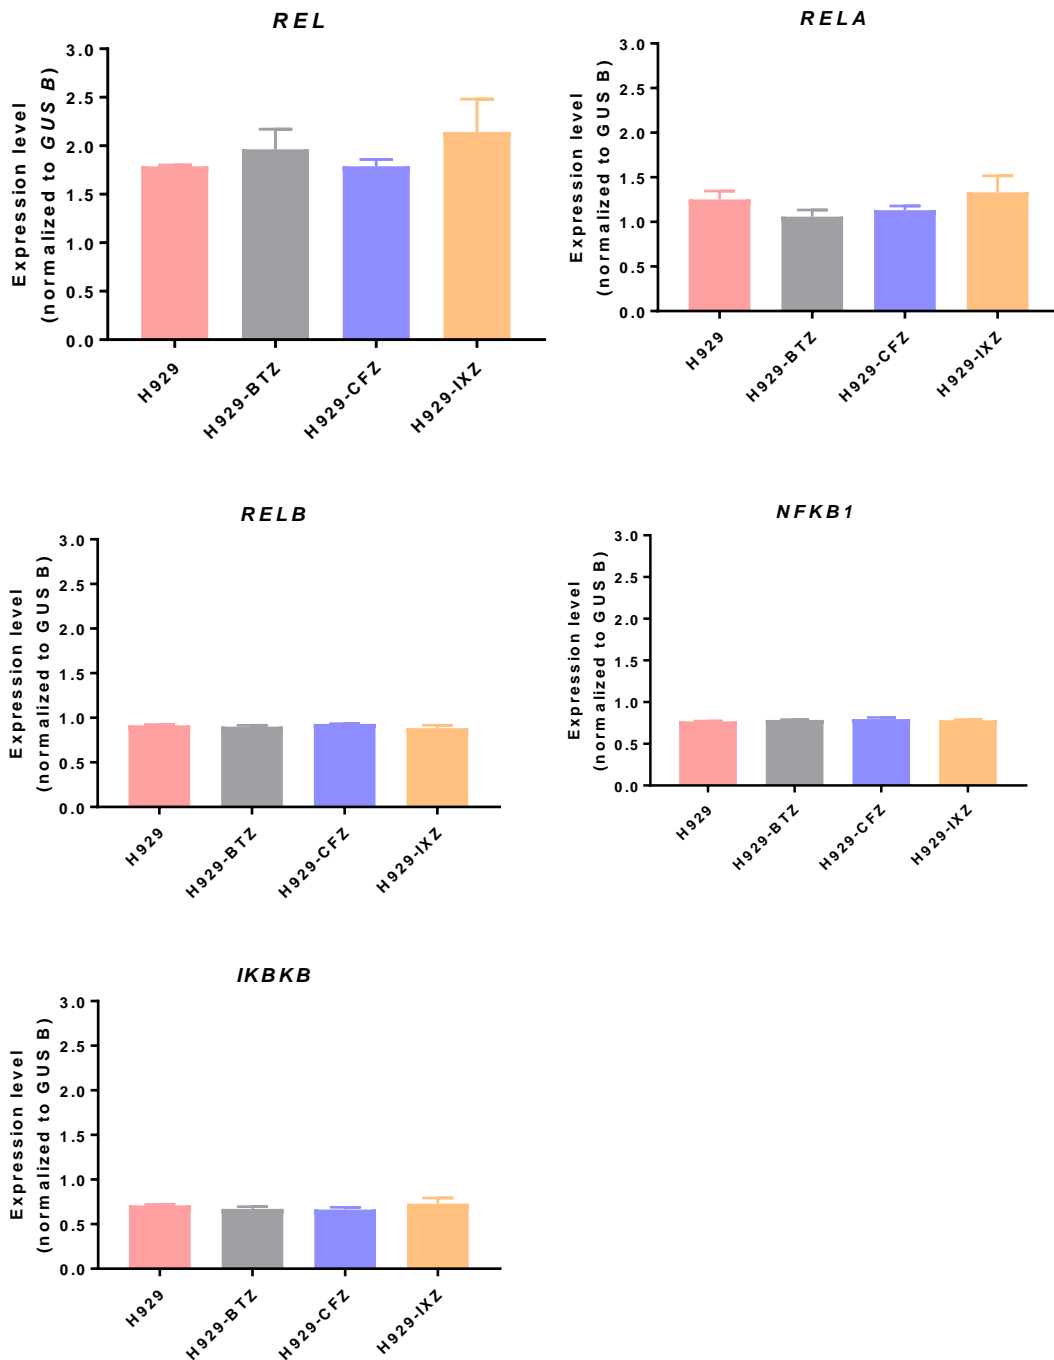 REL
Expression level
(normalized to GUS B)
3.0
2.5
2.0
1.5
1.0
0.5
0.0
H929
H929-BTZ
H929-CFZ
H929-IXZ
RELA
Expression level
(normalized to GUS B)
3.0
2.5
2.0
1.5
1.0
0.5
0.0
H929
H929-BTZ
H929-CFZ
H929-IXZ
RELB
Expression level
(normalized to GUS B)
3.0
2.5
2.0
1.5
1.0
0.5
0.0
H929
H929-BTZ
H929-CFZ
H929-IXZ
NFKB1
Expression level
(normalized to GUS B)
3.0
2.5
2.0
1.5
1.0
0.5
0.0
H929
H929-BTZ
H929-CFZ
H929-IXZ
IKBKB
Expression level
(normalized to GUS B)
3.0
2.5
2.0
1.5
1.0
0.5
0.0
H929
H929-BTZ
H929-CFZ
H929-IXZ